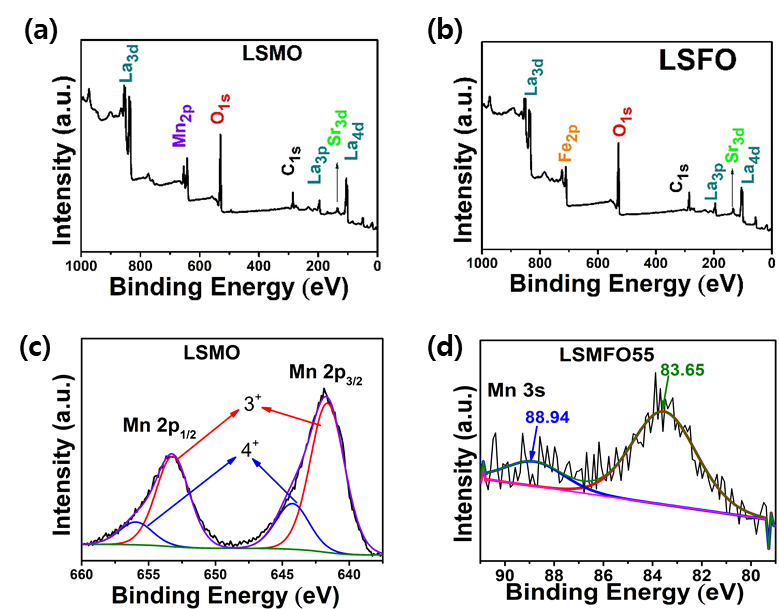 (a)
LSMO
La3d
Mn2p
O1s
C1s
La3p
Sr3d
La4d
Intensity (a.u.)
1000 800 600 400 200 0
Binding Energy (eV)
(b)
LSFO
La3d
Fe2p
O1s
C1s
La3p
Sr3d
La4d
Intensity (a.u.)
1000 800 600 400 200 0
Binding Energy (eV)
(c)
LSMO
Mn 2p3/2
3+
Mn 2p1/2
4+
Intensity (a.u.)
660 655 650 645 640
Binding Energy (eV)
(d)
LSMFO55
83.65
Mn 3s
88.94
Intensity (a.u.)
90 88 86 84 82 80
Binding Energy (eV)